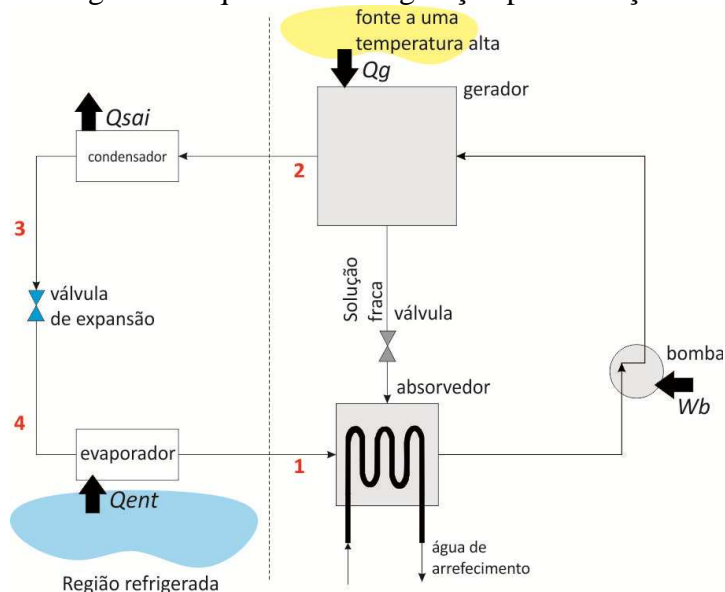 fonte a uma
temperatura alta
Qg
gerador
Qsai
condensador
2
3
válvula
de expansão
Solução
fraca
válvula
bomba
Wb
absorvedor
4
evaporador
1
Qent
água de
arrefecimento
Região refrigerada